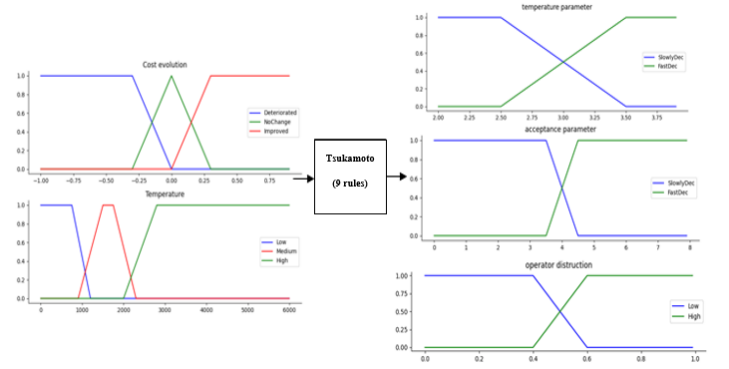 Cost evolution
1.0
0.8
0.6
0.4
0.2
0.0
Deteriorated
NoChange
Improved
−1.00 −0.75 −0.50 −0.25 0.00 0.25 0.50 0.75
Temperature
1.0
0.8
0.6
0.4
0.2
0.0
Low
Medium
High
0 1000 2000 3000 4000 5000 6000
Tsukamoto
(9 rules)
temperature parameter
1.0
0.8
0.6
0.4
0.2
0.0
SlowlyDec
FastDec
2.00 2.25 2.50 2.75 3.00 3.25 3.50 3.75
acceptance parameter
1.0
0.8
0.6
0.4
0.2
0.0
SlowlyDec
FastDec
0 1 2 3 4 5 6 7 8
operator distruction
1.00
0.75
0.50
0.25
0.00
Low
High
0.0 0.2 0.4 0.6 0.8 1.0